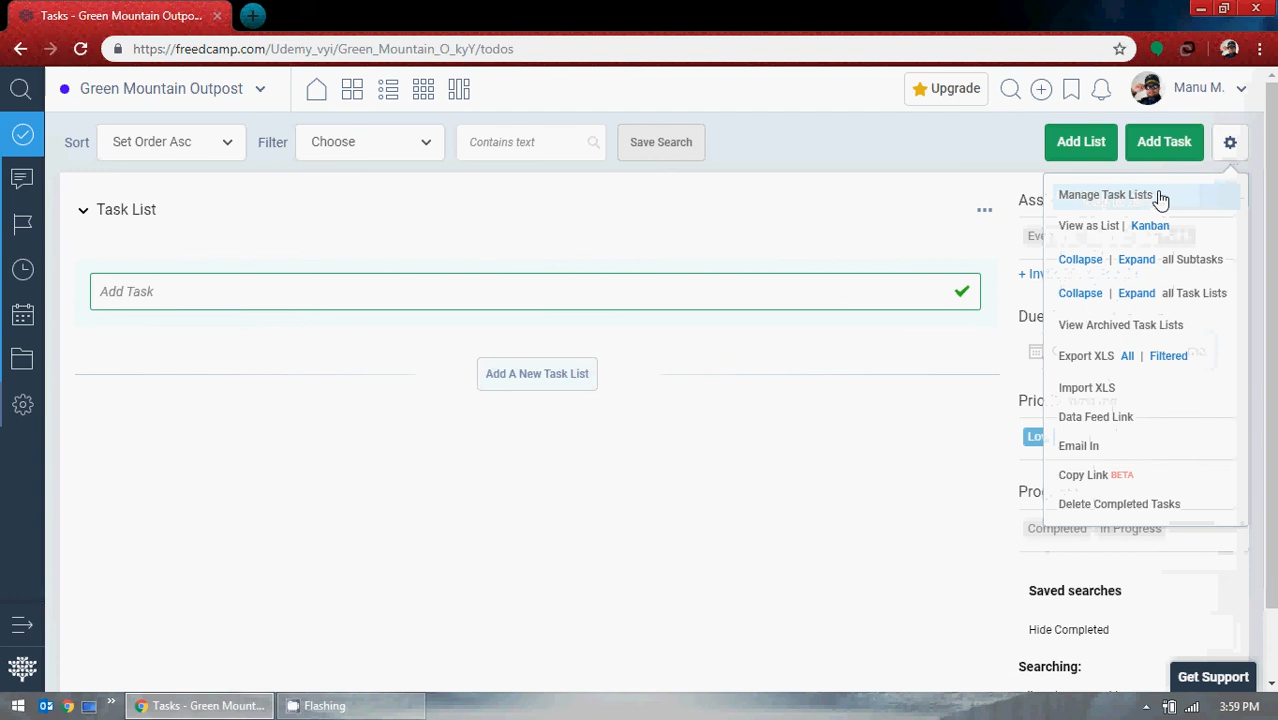 Tasks - Green Mountain Outpo...
https://freedcamp.com/Udemy_vyi/Green_Mountain_O_kyY/todos
Green Mountain Outpost
Upgrade
Manu M.
Sort
Set Order Asc
Filter
Choose
Contains text
Save Search
Add List
Add Task
Task List
Add Task
Add A New Task List
Manage Task Lists
View as List | Kanban
Collapse | Expand all Subtasks
Collapse | Expand all Task Lists
View Archived Task Lists
Export XLS All | Filtered
Import XLS
Data Feed Link
Email In
Copy Link BETA
Delete Completed Tasks
Completed
In Progress
Saved searches
Hide Completed
Searching:
Get Support
Tasks - Green Mount...
Flashing
3:59 PM